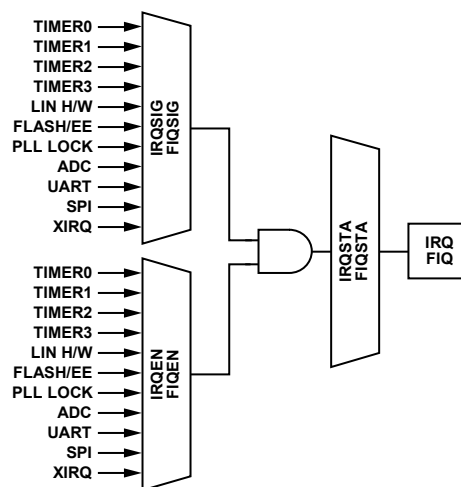 TIMER0
TIMER1
TIMER2
TIMER3
LIN H/W
FLASH/EE
PLL LOCK
ADC
UART
SPI
XIRQ
IRQSIG
FIQSIG
TIMER0
TIMER1
TIMER2
TIMER3
LIN H/W
FLASH/EE
PLL LOCK
ADC
UART
SPI
XIRQ
IRQEN
FIQEN
IRQSTA
FIQSTA
IRQ
FIQ